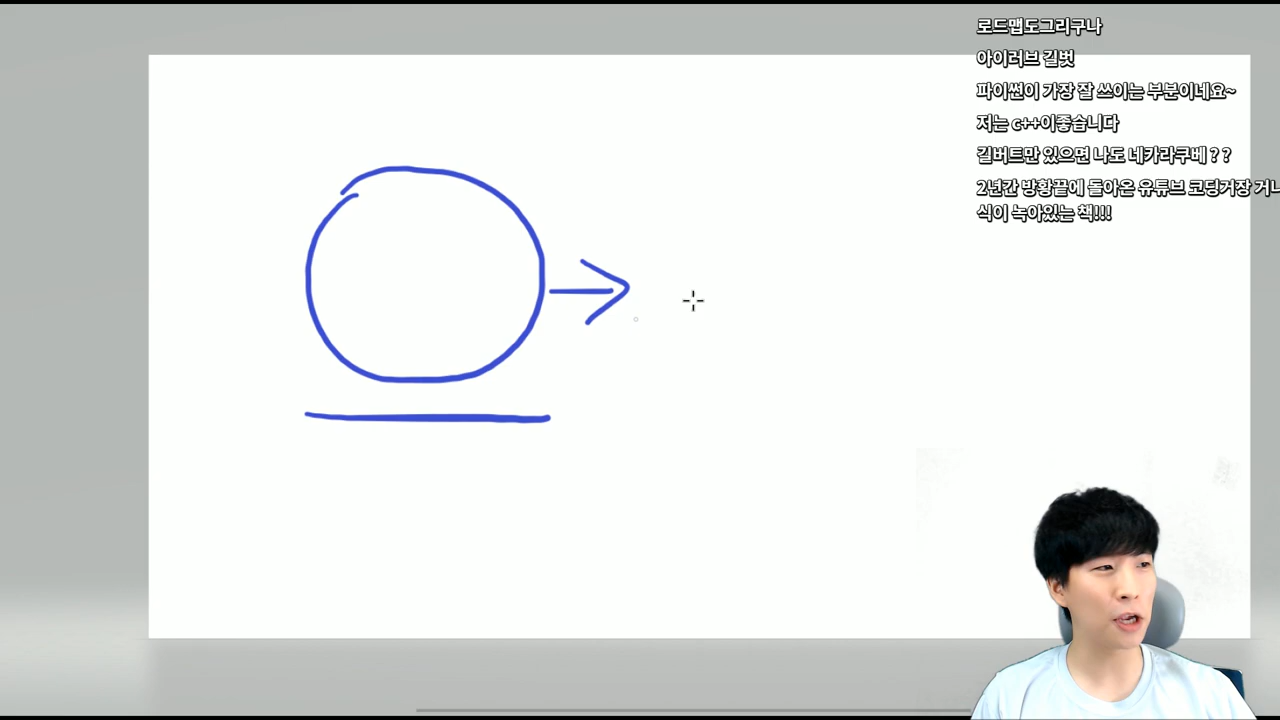 로드맵도그리구나
아이러브 길벗
파이썬이 가장 잘 쓰이는 부분이네요~
저는 c++이좋습니다
길버트만 있으면 나도 네카라쿠베 ? ?
2년간 방황끝에 돌아온 유튜브 코딩거장 거니
식이 녹아있는 책!!!